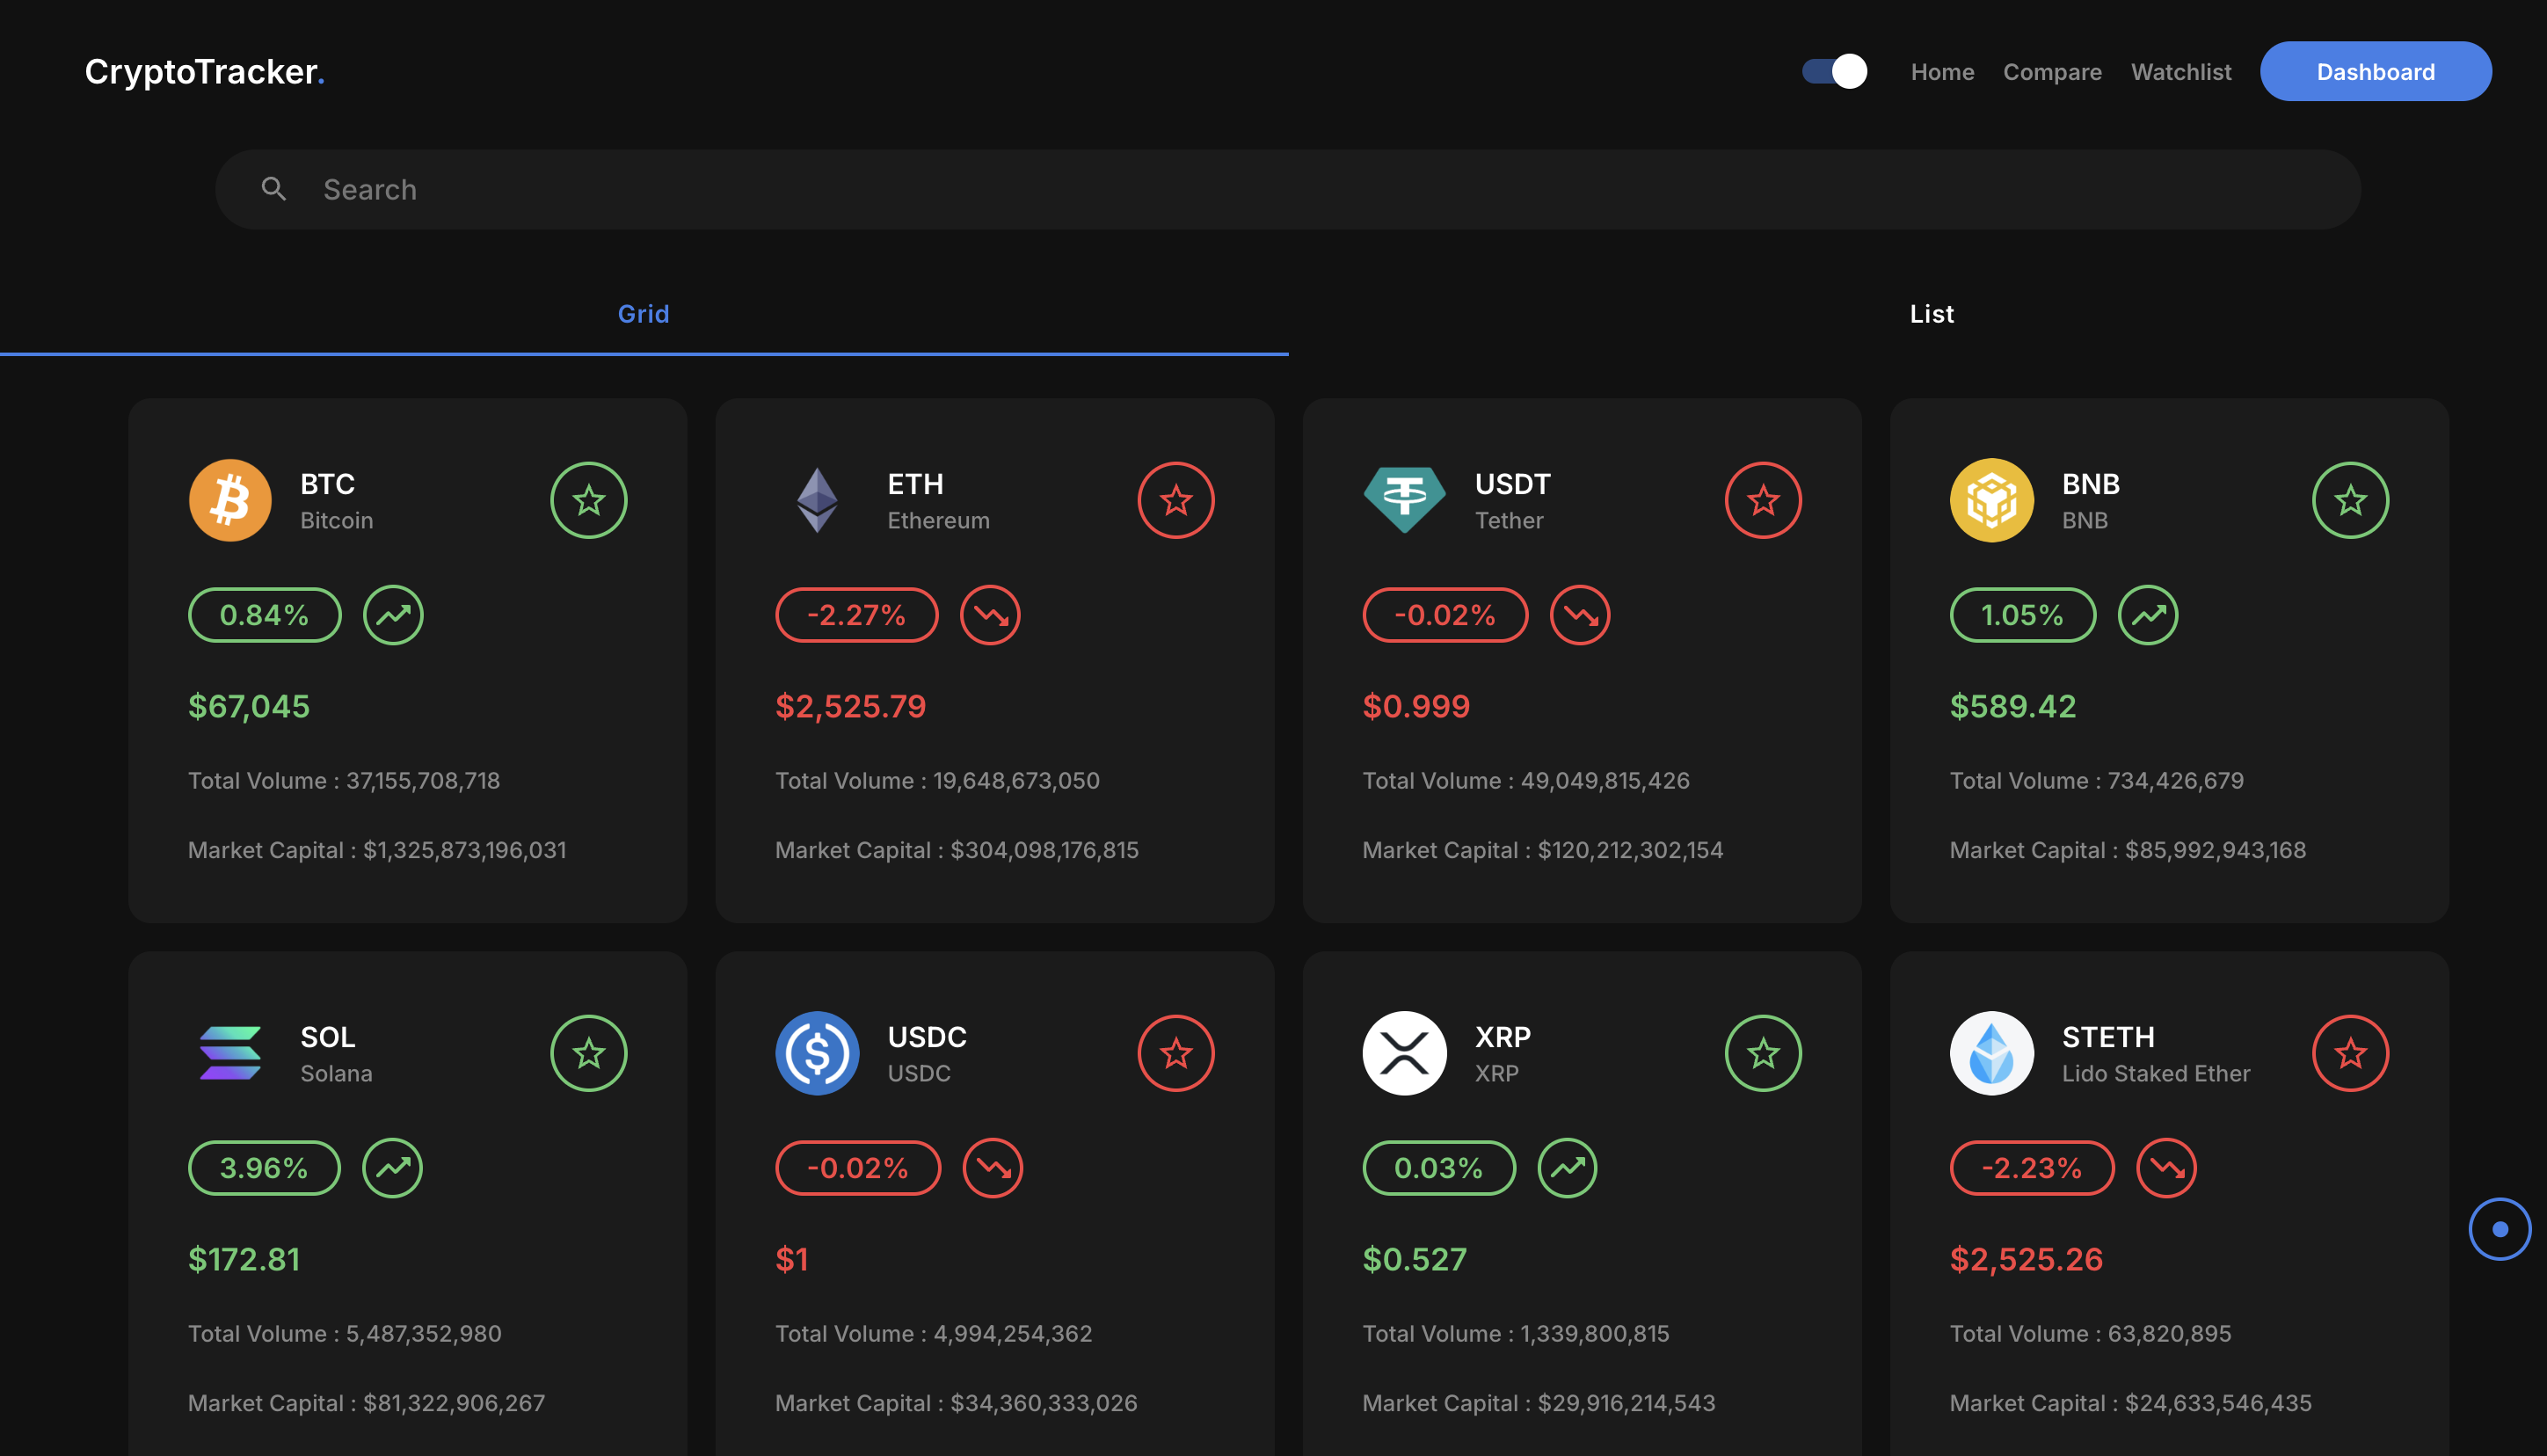 CryptoTracker.
Home Compare Watchlist Dashboard
Search
Grid List
BTC
Bitcoin
0.84%
$67,045
Total Volume : 37,155,708,718
Market Capital : $1,325,873,196,031
ETH
Ethereum
-2.27%
$2,525.79
Total Volume : 19,648,673,050
Market Capital : $304,098,176,815
USDT
Tether
-0.02%
$0.999
Total Volume : 49,049,815,426
Market Capital : $120,212,302,154
BNB
BNB
1.05%
$589.42
Total Volume : 734,426,679
Market Capital : $85,992,943,168
SOL
Solana
3.96%
$172.81
Total Volume : 5,487,352,980
Market Capital : $81,322,906,267
USDC
USDC
-0.02%
$1
Total Volume : 4,994,254,362
Market Capital : $34,360,333,026
XRP
XRP
0.03%
$0.527
Total Volume : 1,339,800,815
Market Capital : $29,916,214,543
STETH
Lido Staked Ether
-2.23%
$2,525.26
Total Volume : 63,820,895
Market Capital : $24,633,546,435